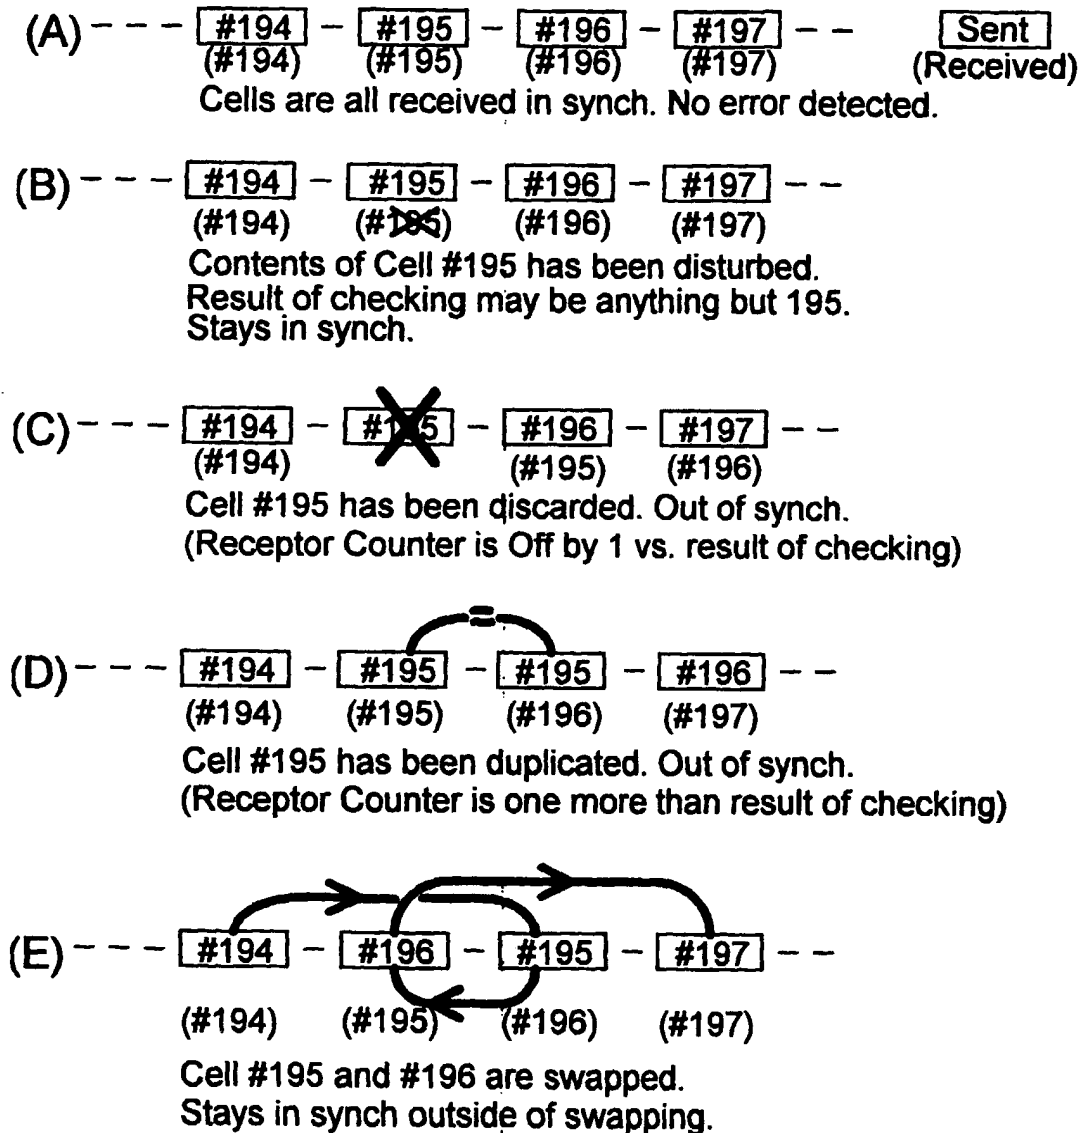 (A) --- #194 - #195 - #196 - #197 -- Sent
(#194) (#195) (#196) (#197) (Received)
Cells are all received in synch. No error detected.
(B) --- #194 - #195 - #196 - #197 --
(#194) (#195) (#196) (#197)
Contents of Cell #195 has been disturbed.
Result of checking may be anything but 195.
Stays in synch.
(C) --- #194 - #195 - #196 - #197 --
(#194) (#195) (#196)
Cell #195 has been discarded. Out of synch.
(Receptor Counter is Off by 1 vs. result of checking)
=
(D) --- #194 - #195 - #195 - #196 --
(#194) (#195) (#196) (#197)
Cell #195 has been duplicated. Out of synch.
(Receptor Counter is one more than result of checking)
(E) --- #194 - #196 - #195 - #197 --
(#194) (#195) (#196) (#197)
Cell #195 and #196 are swapped.
Stays in synch outside of swapping.